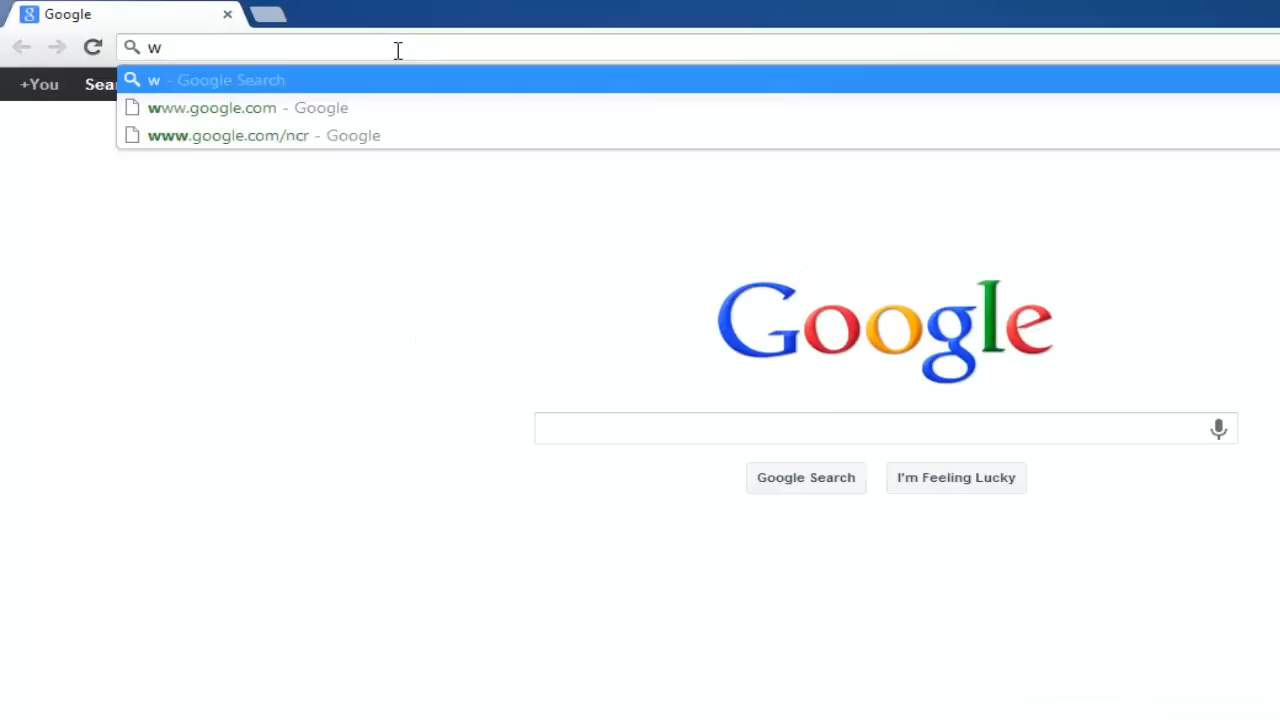 Google
w
w - Google Search
+You Sea
www.google.com - Google
www.google.com/ncr - Google
Google
Google Search
I'm Feeling Lucky